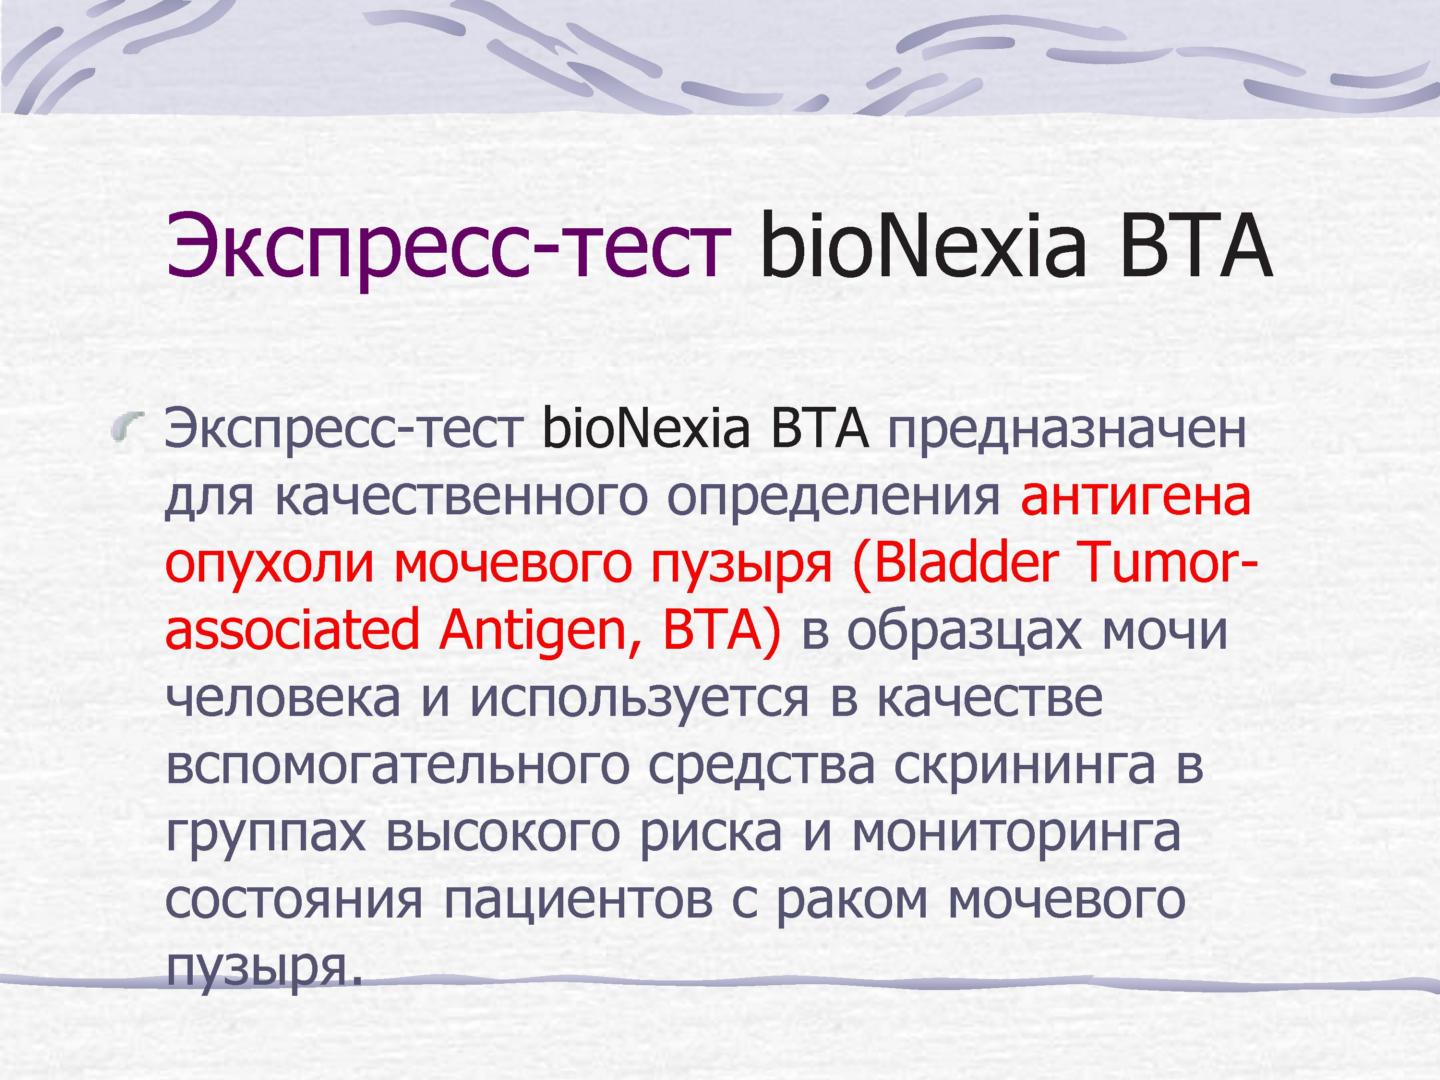 Экспресс-тест bioNexia BTA
Экспресс-тест bioNexia BTA предназначен
для качественного определения антигена
опухоли мочевого пузыря (Bladder Tumor-
associated Antigen, BTA) в образцах мочи
человека и используется в качестве
вспомогательного средства скрининга в
группах высокого риска и мониторинга
состояния пациентов с раком мочевого
пузыря.